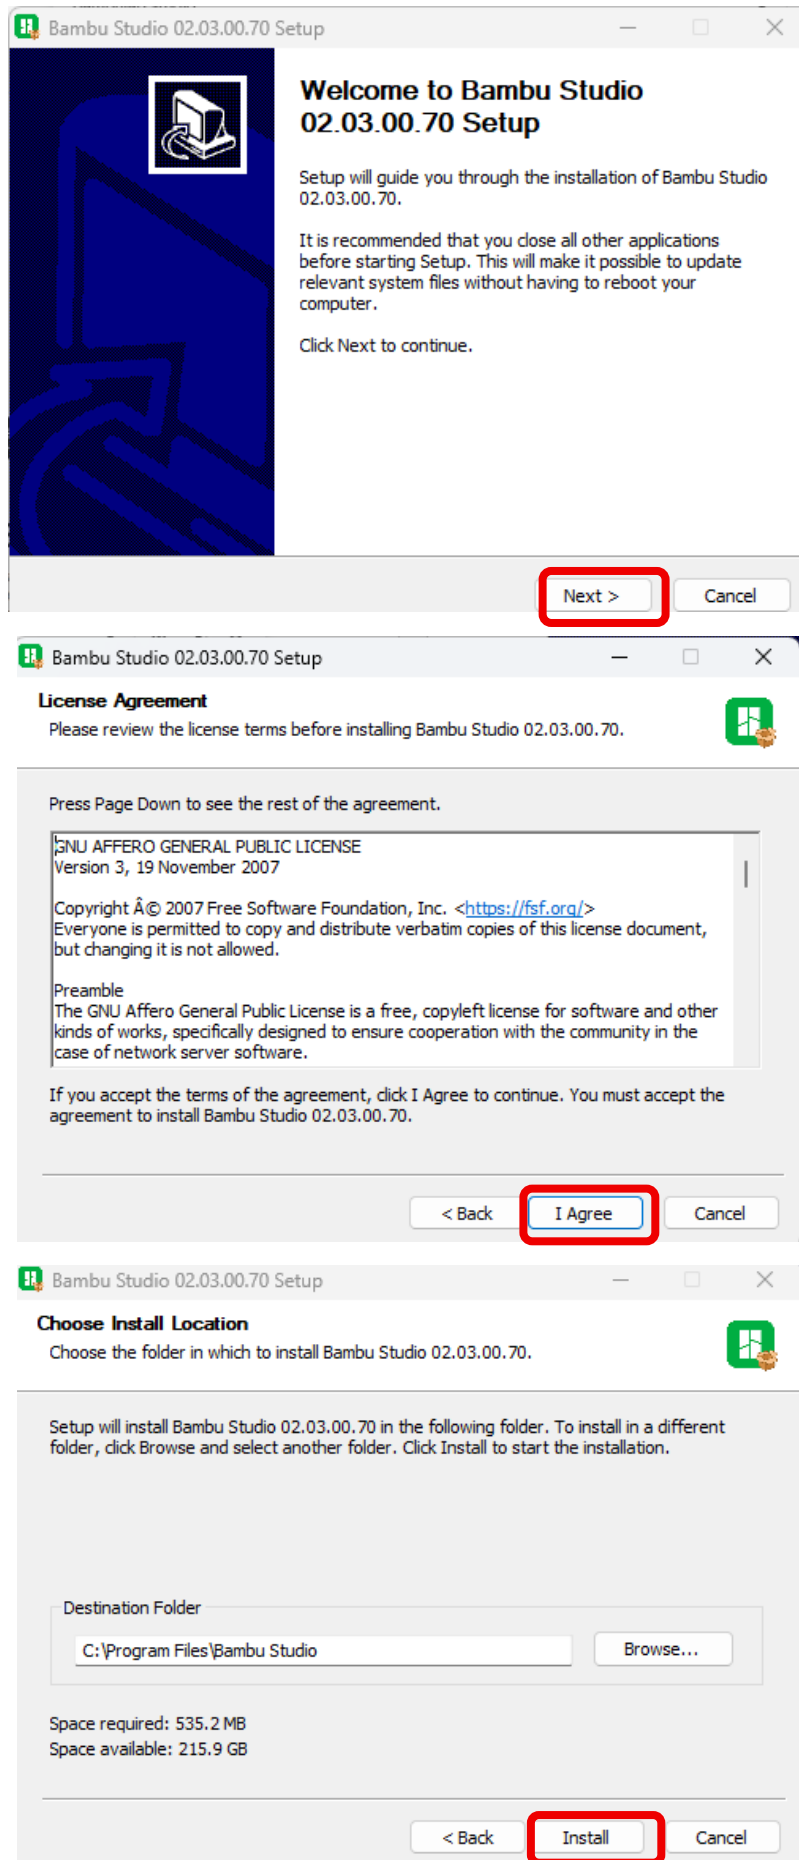 Bambu Studio 02.03.00.70 Setup
Welcome to Bambu Studio
02.03.00.70 Setup
Setup will guide you through the installation of Bambu Studio
02.03.00.70.
It is recommended that you close all other applications
before starting Setup. This will make it possible to update
relevant system files without having to reboot your
computer.
Click Next to continue.
Next >
Cancel
Bambu Studio 02.03.00.70 Setup
License Agreement
Please review the license terms before installing Bambu Studio 02.03.00.70.
Press Page Down to see the rest of the agreement.
GNU AFFERO GENERAL PUBLIC LICENSE
Version 3, 19 November 2007
Copyright Â© 2007 Free Software Foundation, Inc. <https://fsf.org/>
Everyone is permitted to copy and distribute verbatim copies of this license document,
but changing it is not allowed.
Preamble
The GNU Affero General Public License is a free, copyleft license for software and other
kinds of works, specifically designed to ensure cooperation with the community in the
case of network server software.
If you accept the terms of the agreement, click I Agree to continue. You must accept the
agreement to install Bambu Studio 02.03.00.70.
< Back
I Agree
Cancel
Bambu Studio 02.03.00.70 Setup
Choose Install Location
Choose the folder in which to install Bambu Studio 02.03.00.70.
Setup will install Bambu Studio 02.03.00.70 in the following folder. To install in a different
folder, click Browse and select another folder. Click Install to start the installation.
Destination Folder
C:\Program Files\Bambu Studio
Browse...
Space required: 535.2 MB
Space available: 215.9 GB
< Back
Install
Cancel